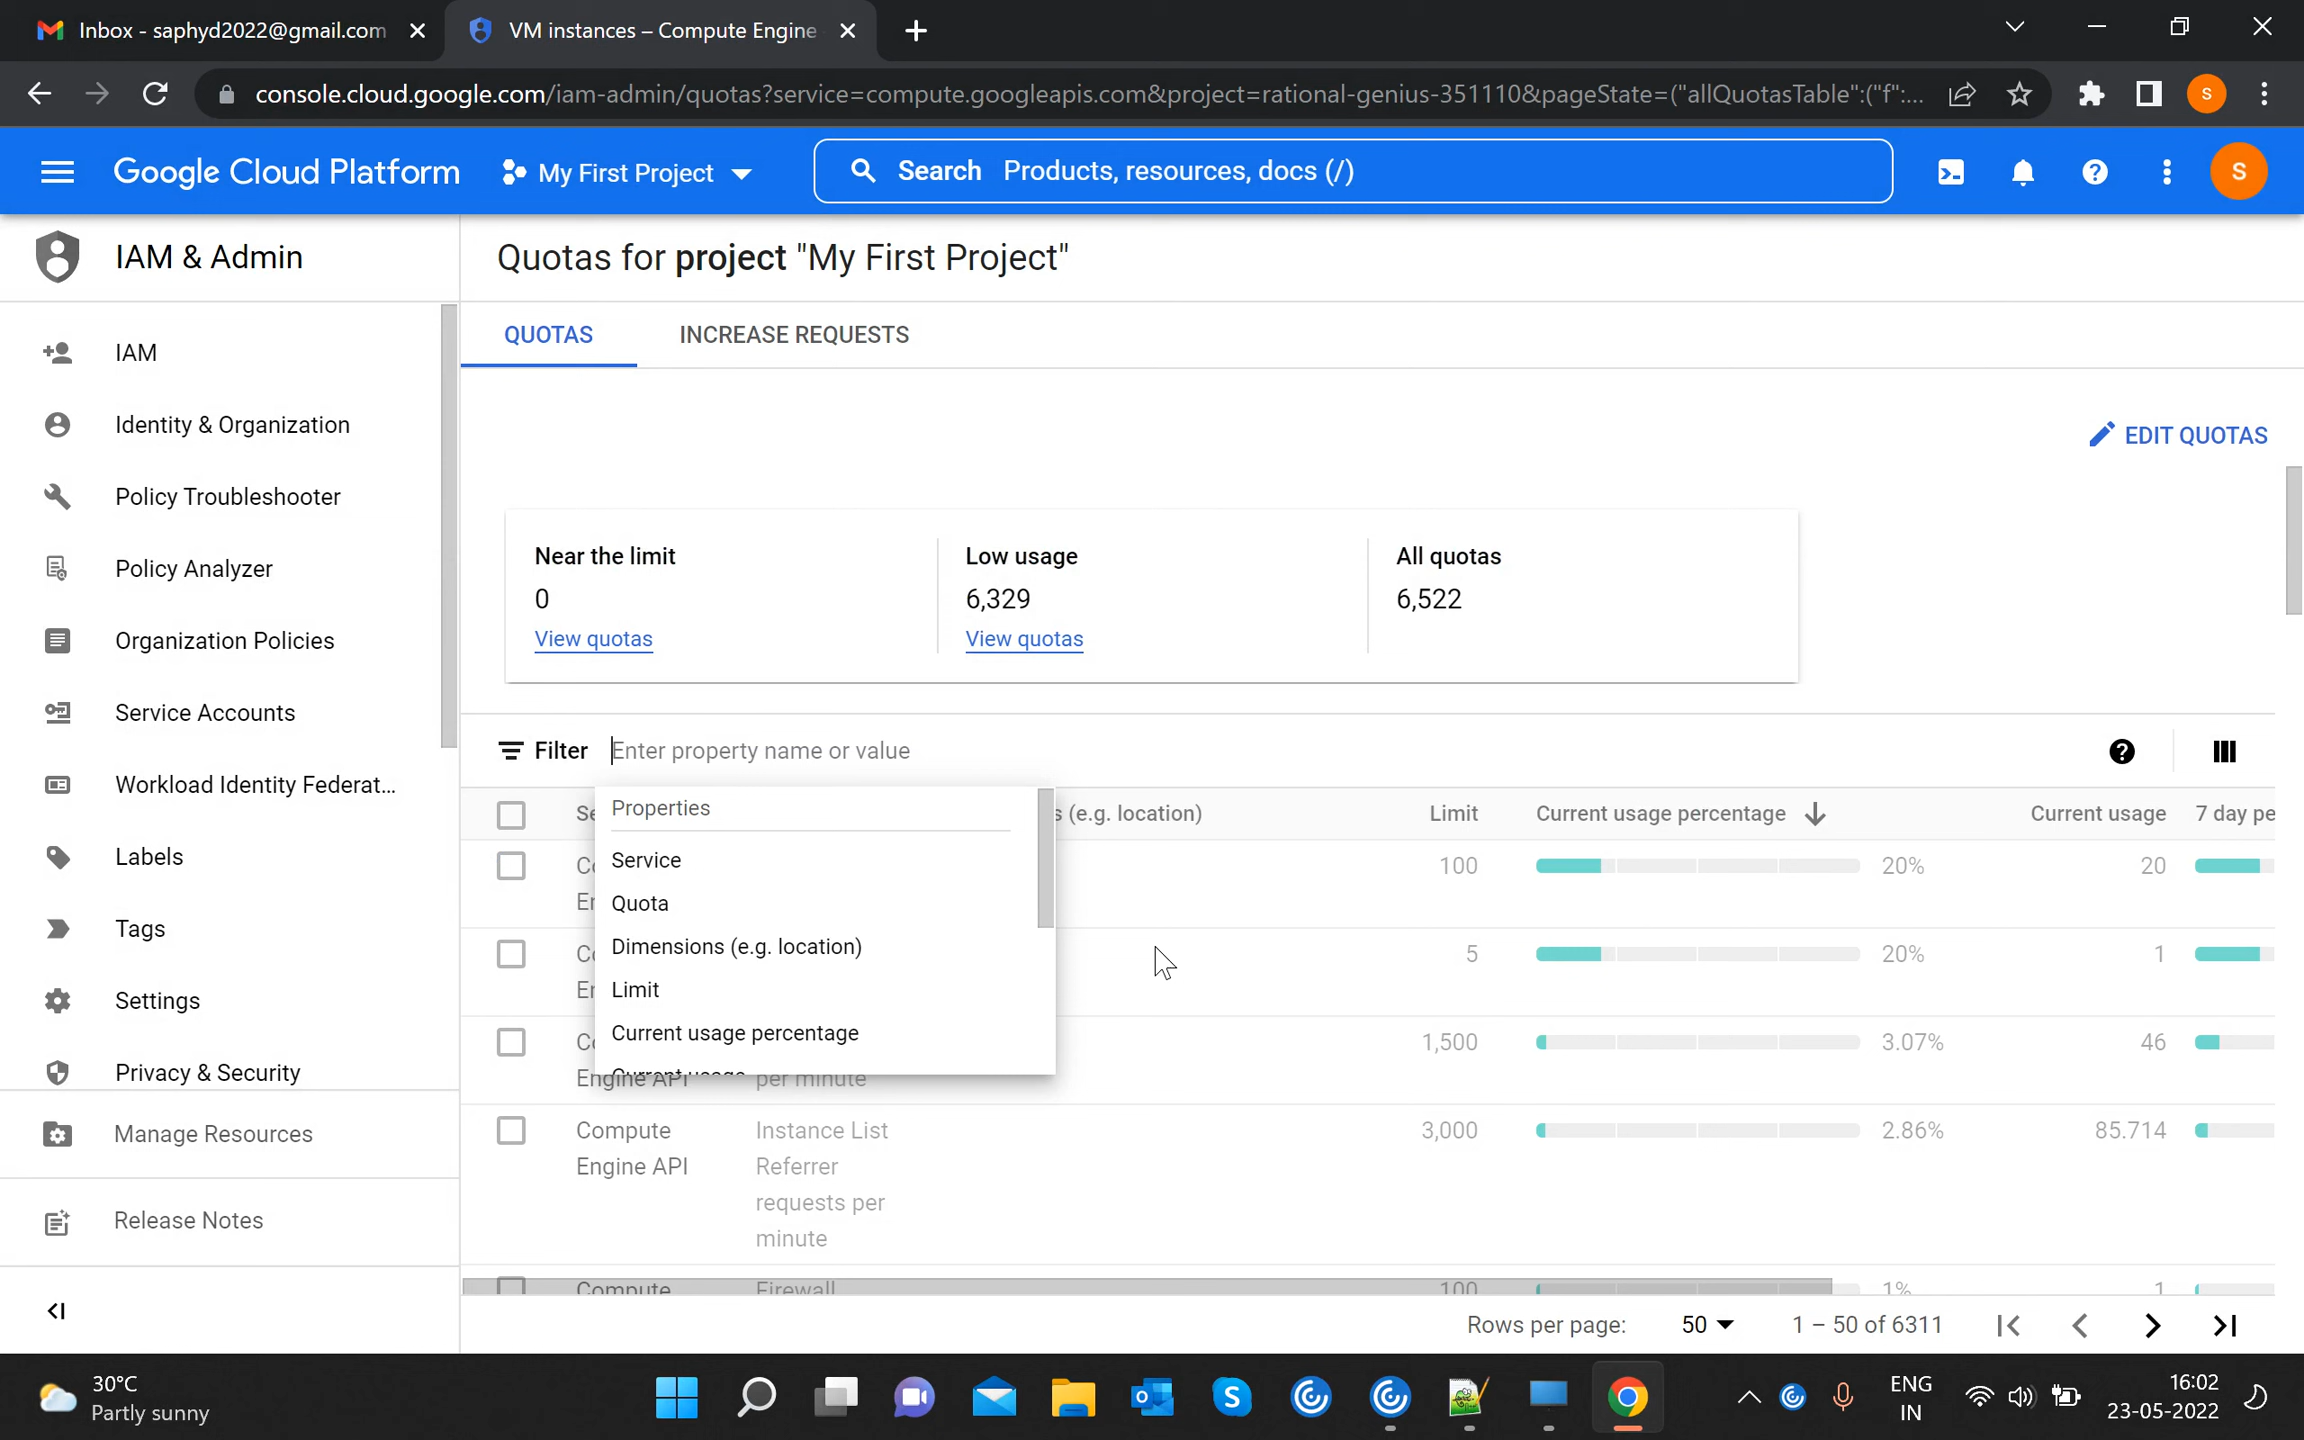 Inbox - saphyd2022@gmail.com
VM instances – Compute Engine
console.cloud.google.com/iam-admin/quotas?service=compute.googleapis.com&project=rational-genius-351110&pageState=("allQuotasTable":("f":...
S
Google Cloud Platform
My First Project
Search Products, resources, docs (/)
S
IAM & Admin
Quotas for project "My First Project"
QUOTAS
INCREASE REQUESTS
IAM
Identity & Organization
Policy Troubleshooter
Policy Analyzer
Organization Policies
Service Accounts
Workload Identity Federat...
Labels
Tags
Settings
Privacy & Security
Manage Resources
Release Notes
EDIT QUOTAS
Near the limit
0
View quotas
Low usage
6,329
View quotas
All quotas
6,522
Filter Enter property name or value
Properties
Service
Quota
Dimensions (e.g. location)
Limit
Current usage percentage
Current usage
(e.g. location) Limit Current usage percentage Current usage 7 day pe
100 20% 20
5 20% 1
1,500 3.07% 46
Engine API per minute
Compute Instance List 3,000 2.86% 85.714
Engine API Referrer
requests per
minute
Compute Firewall 100 1% 1
Rows per page: 50 1 – 50 of 6311
30°C
Partly sunny
ENG
IN
16:02
23-05-2022